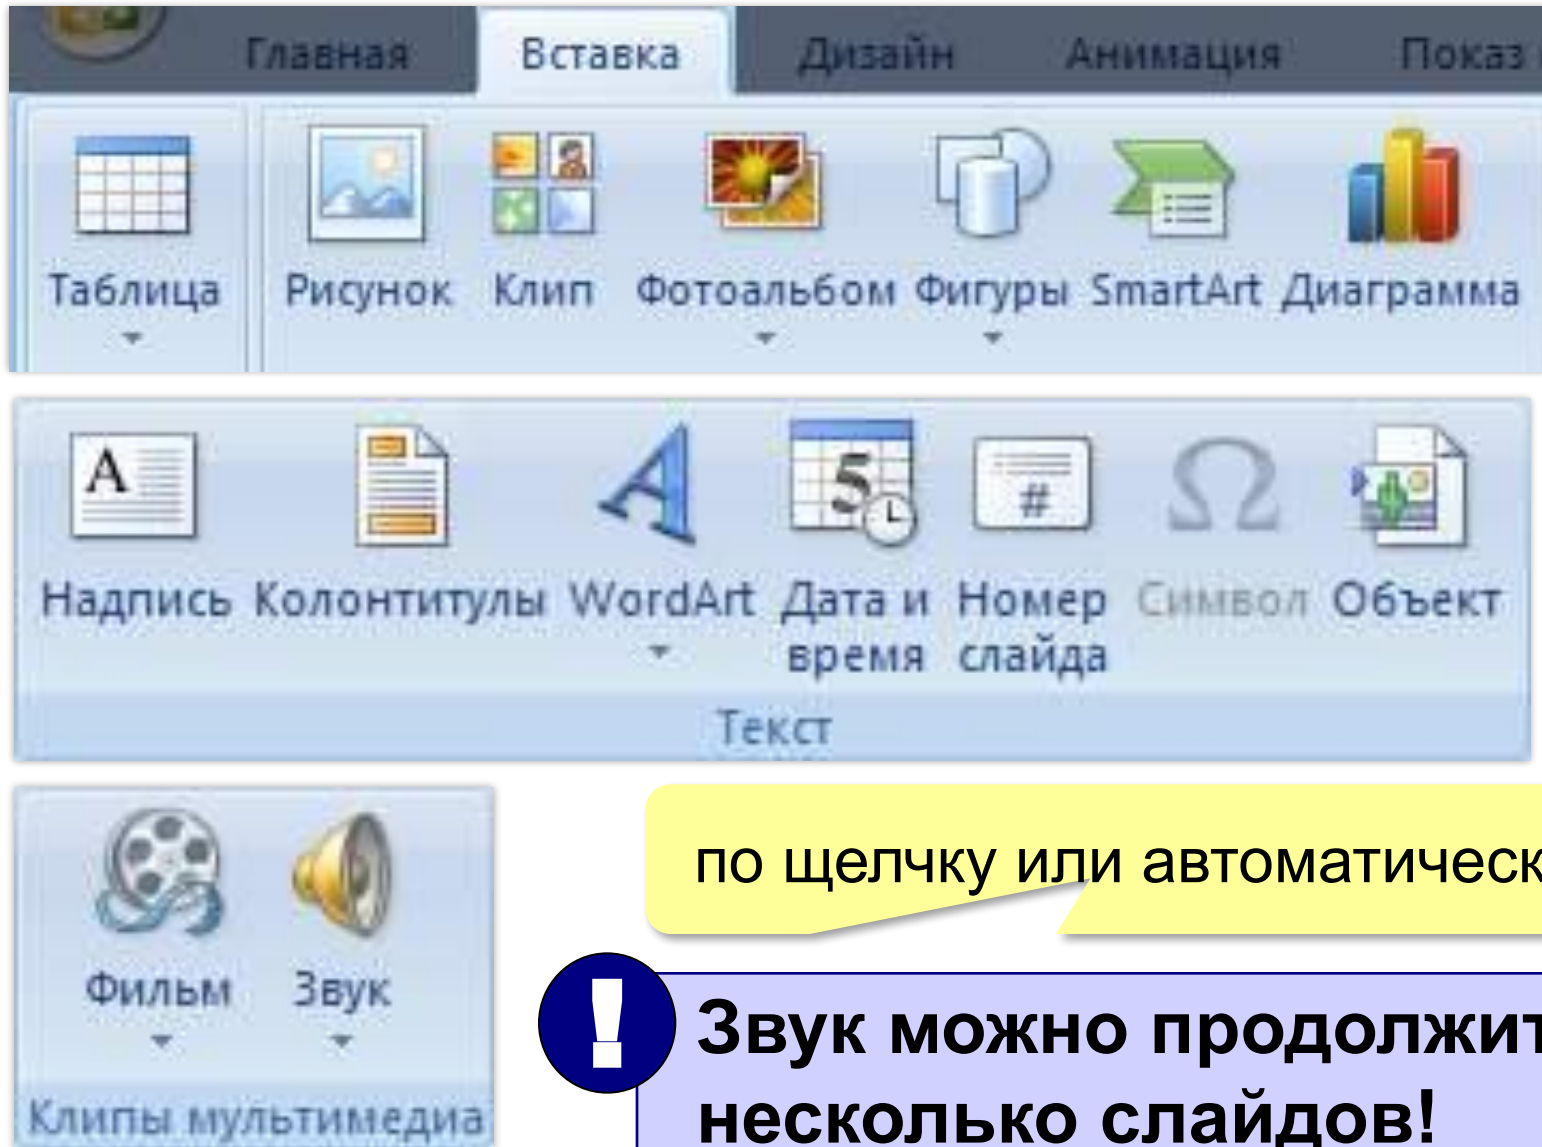 Главная Вставка Дизайн Анимация Показ
Таблица Рисунок Клип Фотоальбом Фигуры SmartArt Диаграмма
A 5 # Ω
Надпись Колонтитулы WordArt Дата и время Номер слайда Символ Объект
Текст
по щелчку или автоматическ
Фильм Звук
! Звук можно продолжит
несколько слайдов!
Клипы мультимедиа